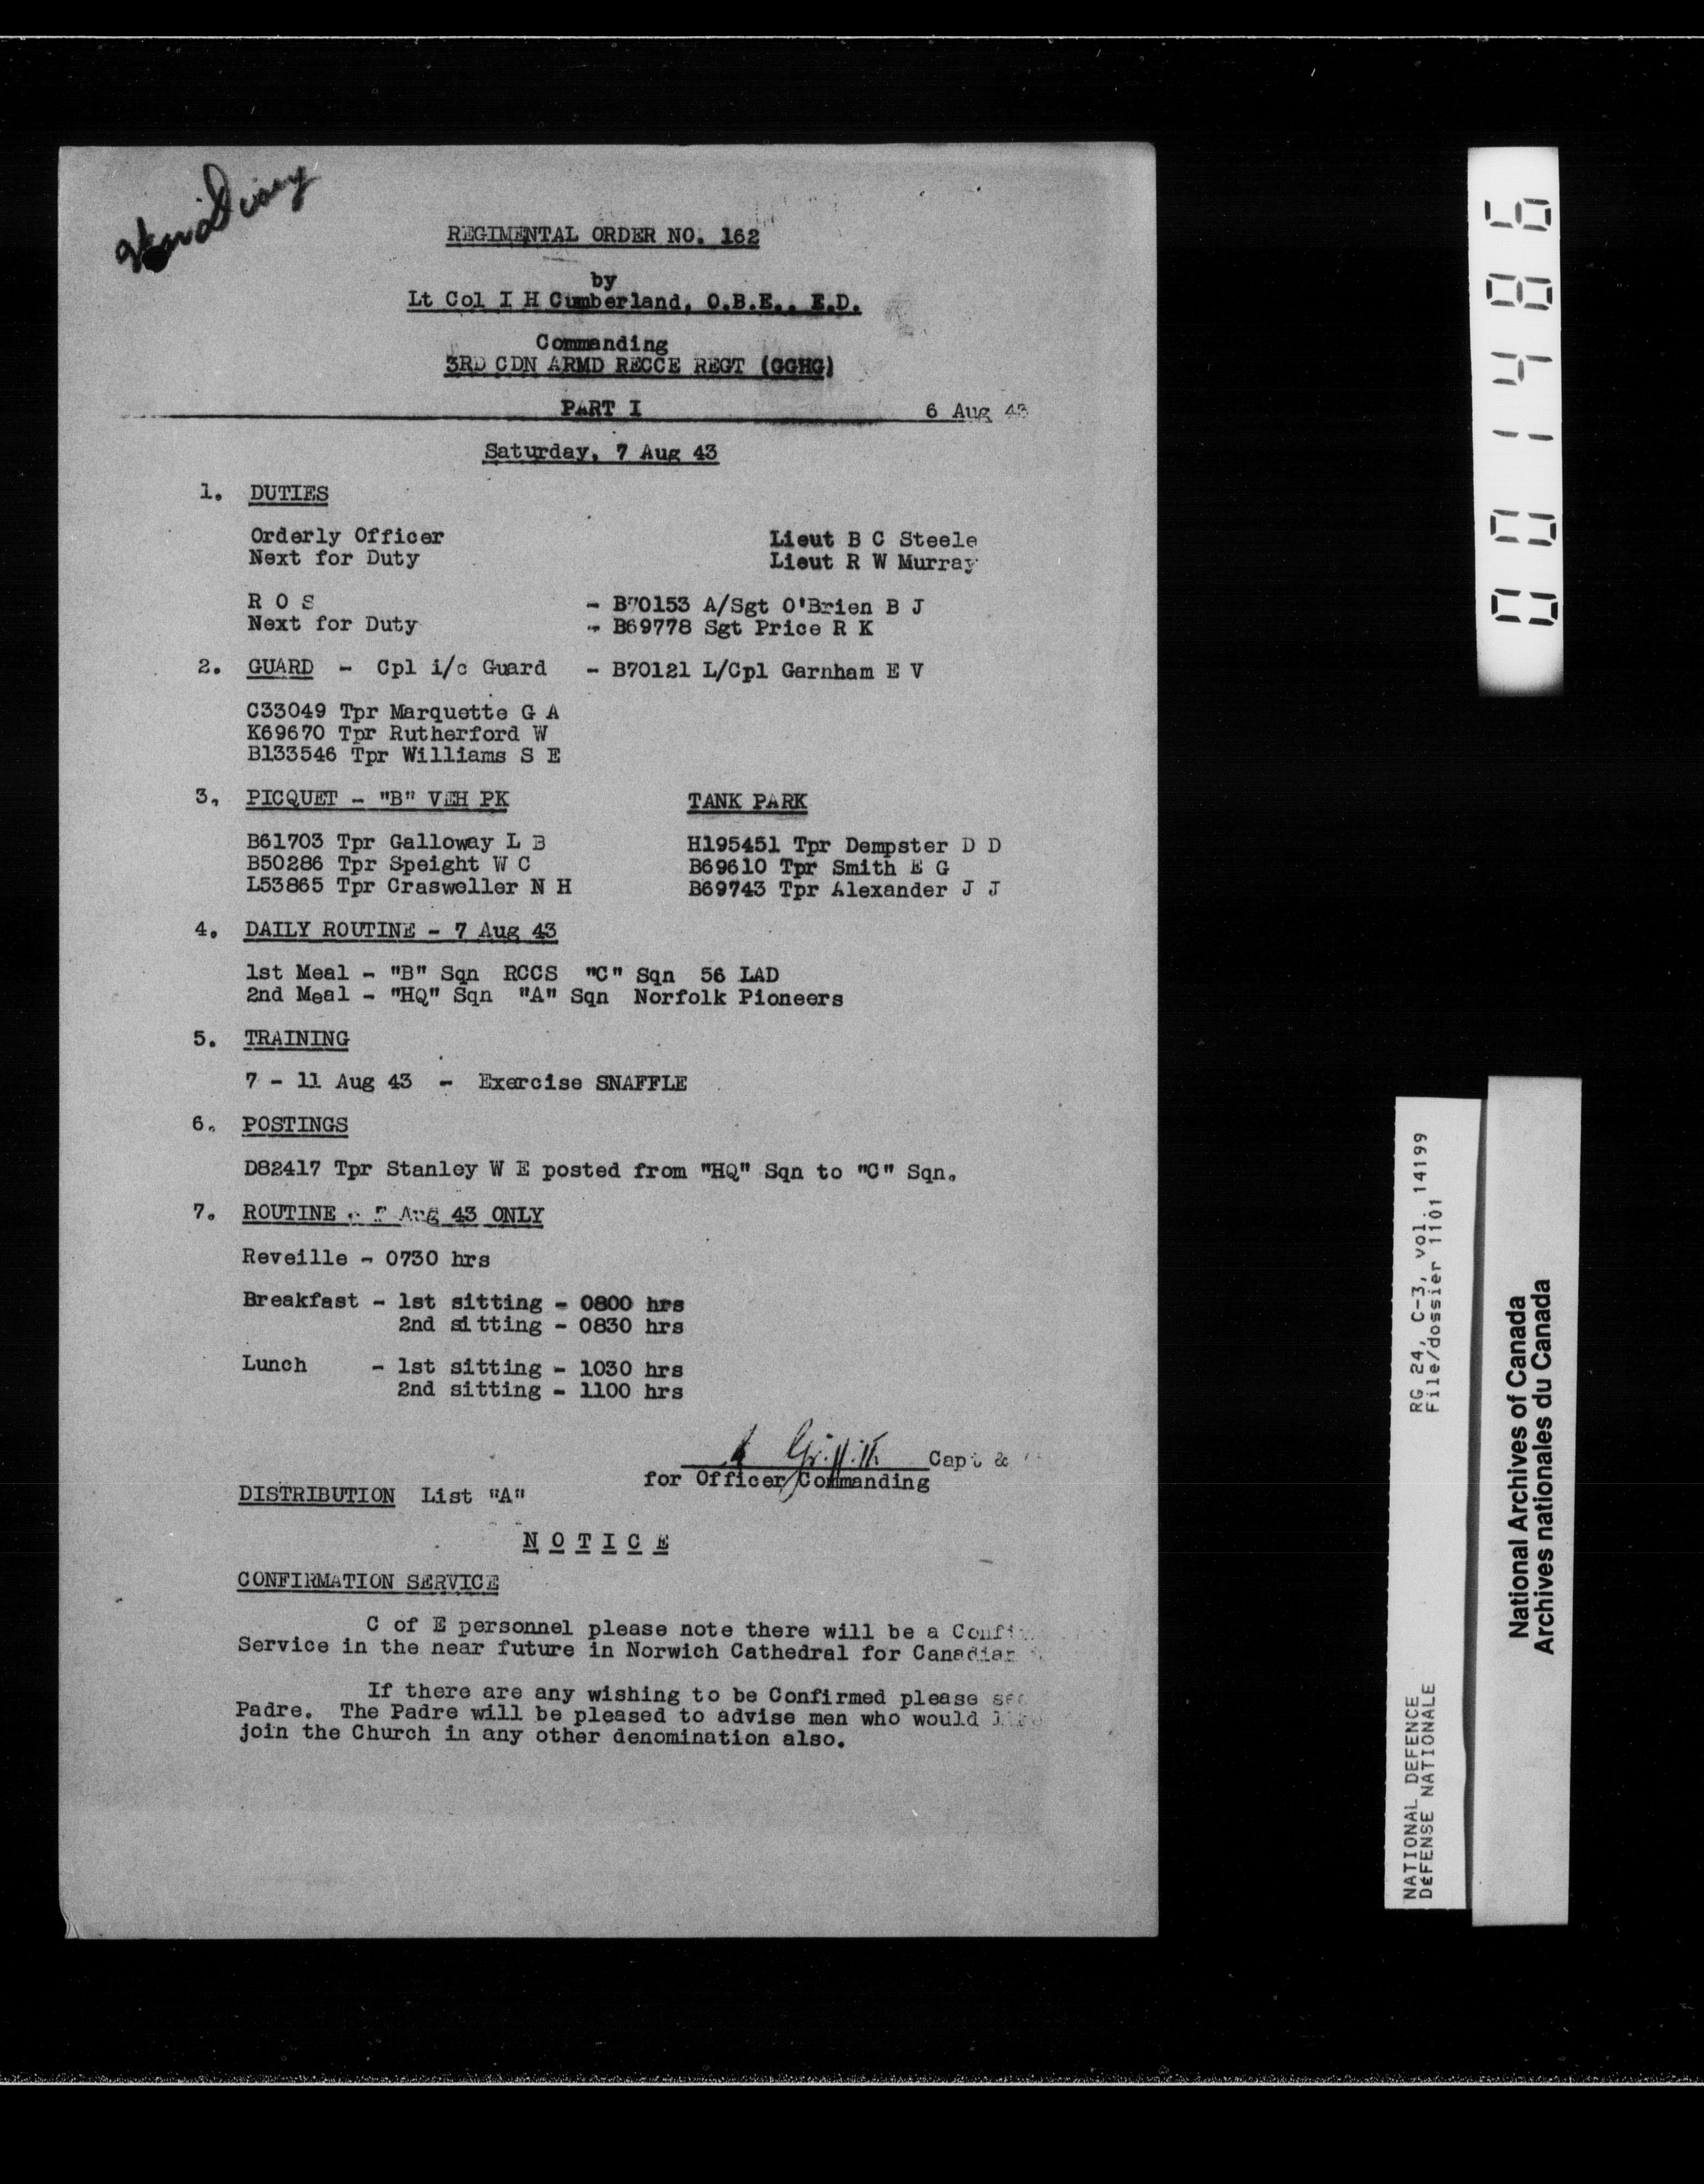 War Diary
REGIMENTAL ORDER NO. 162
by
Lt Col I H Cumberland, O.B.E., E.D.
Commanding
3RD CDN ARMD RECCE REGT (GGHG)
PART I 6 Aug 43
Saturday, 7 Aug 43
1. DUTIES
Orderly Officer Lieut B C Steele
Next for Duty Lieut R W Murray
R O S - B70153 A/Sgt O'Brien B J
Next for Duty - B69778 Sgt Price R K
2. GUARD - Cpl i/c Guard - B70121 L/Cpl Garnham E V
C33049 Tpr Marquette G A
K69670 Tpr Rutherford W
B133546 Tpr Williams S E
3. PICQUET - "B" VEH PK TANK PARK
B61703 Tpr Galloway L B H195451 Tpr Dempster D D
B50286 Tpr Speight W C B69610 Tpr Smith E G
L53865 Tpr Crasweller N H B69743 Tpr Alexander J J
4. DAILY ROUTINE - 7 Aug 43
1st Meal - "B" Sqn RCCS "C" Sqn 56 LAD
2nd Meal - "HQ" Sqn "A" Sqn Norfolk Pioneers
5. TRAINING
7 - 11 Aug 43 - Exercise SNAFFLE
6. POSTINGS
D82417 Tpr Stanley W E posted from "HQ" Sqn to "C" Sqn.
7. ROUTINE - 7 Aug 43 ONLY
Reveille - 0730 hrs
Breakfast - 1st sitting - 0800 hrs
2nd sitting - 0830 hrs
Lunch - 1st sitting - 1030 hrs
2nd sitting - 1100 hrs
Griffith Capt &
for Officer Commanding
DISTRIBUTION List "A"
N O T I C E
CONFIRMATION SERVICE
C of E personnel please note there will be a
Service in the near future in Norwich Cathedral for Canadian
If there are any wishing to be Confirmed please see
Padre. The Padre will be pleased to advise men who would like
join the Church in any other denomination also.
001486
RG 24, C-3, vol. 14199
File/dossier 1101
NATIONAL DEFENCE
DÉFENSE NATIONALE
National Archives of Canada
Archives nationales du Canada